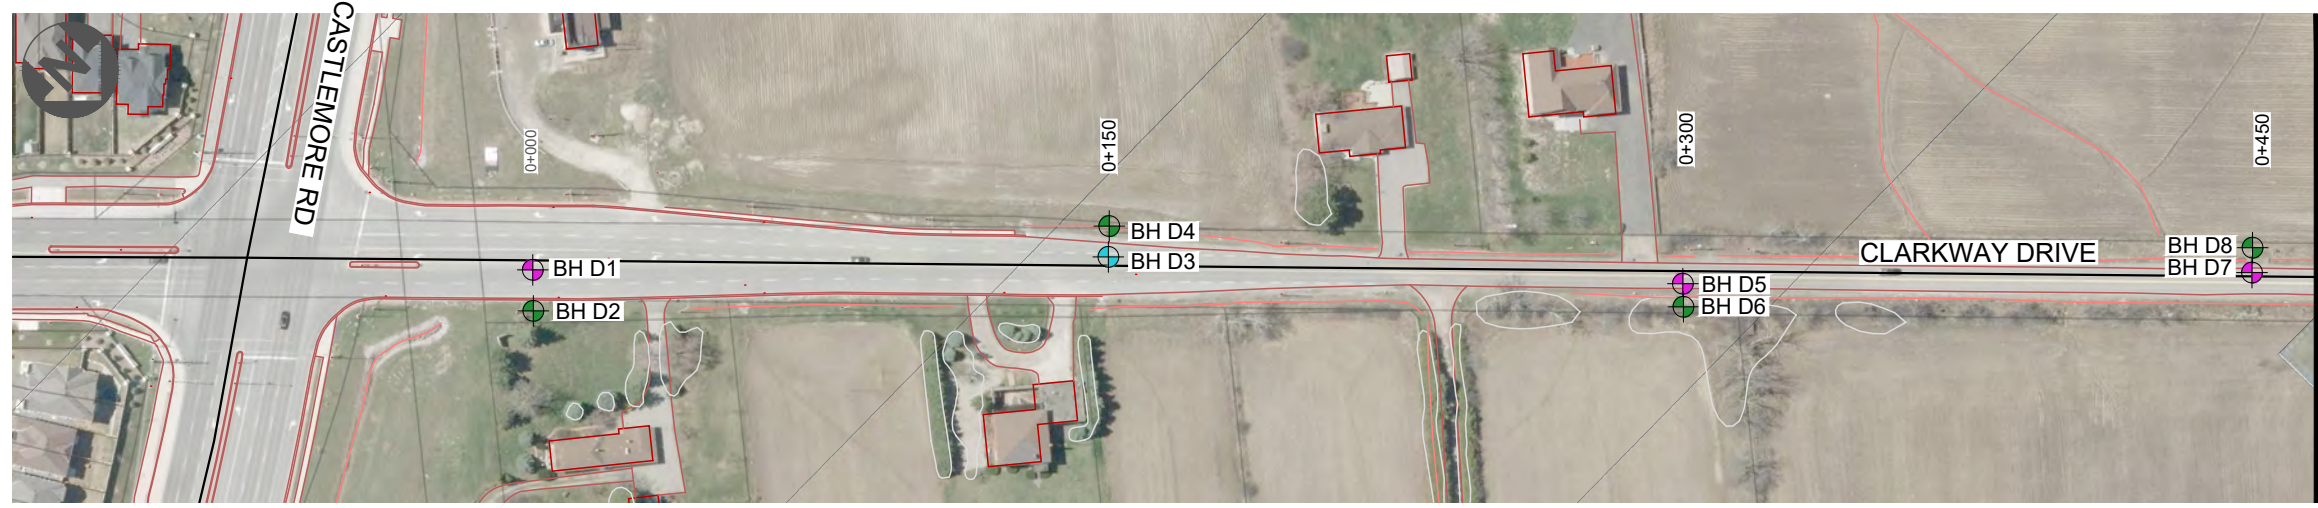 CASTLEMORE RD
0+000
0+150
0+300
0+450
BH D4
BH D3
BH D1
BH D2
BH D5
BH D6
CLARKWAY DRIVE
BH D8
BH D7
N